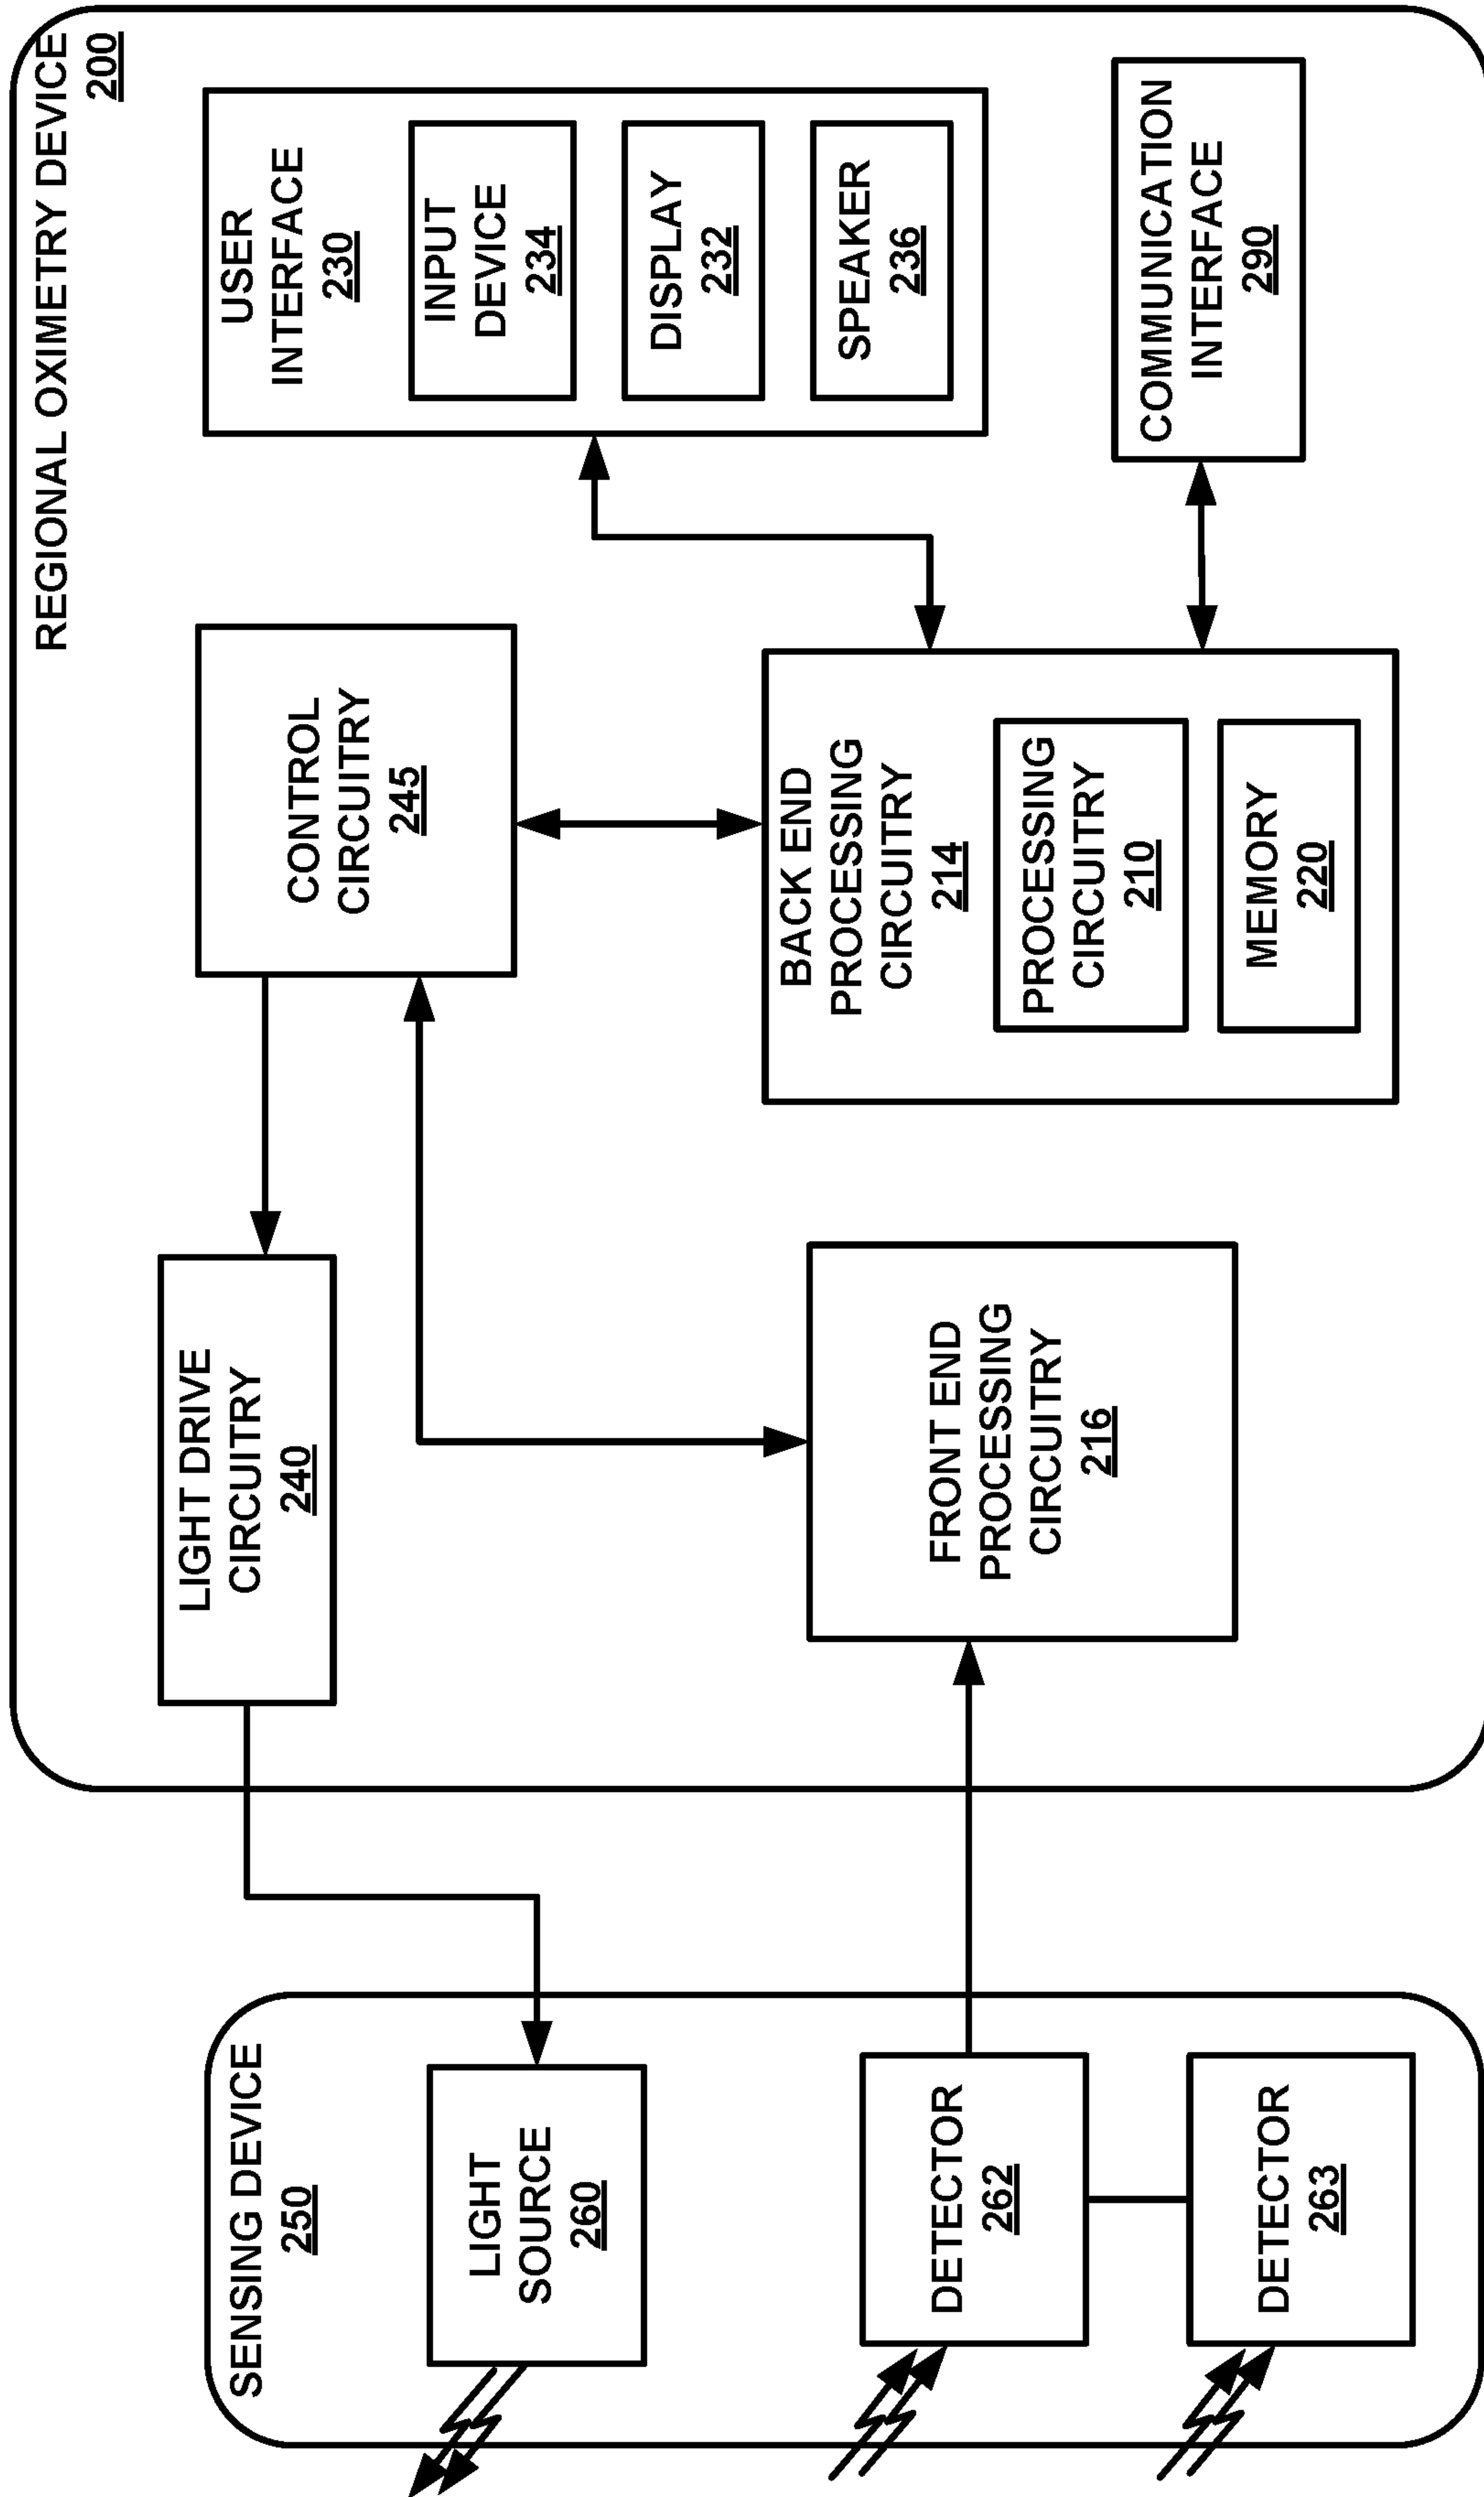 REGIONAL OXIMETRY DEVICE
200
SENSING DEVICE
250
LIGHT
SOURCE
260
DETECTOR
262
DETECTOR
263
LIGHT DRIVE
CIRCUITRY
240
FRONT END
PROCESSING
CIRCUITRY
216
CONTROL
CIRCUITRY
245
BACK END
PROCESSING
CIRCUITRY
214
PROCESSING
CIRCUITRY
210
MEMORY
220
USER
INTERFACE
230
INPUT
DEVICE
234
DISPLAY
232
SPEAKER
236
COMMUNICATION
INTERFACE
290